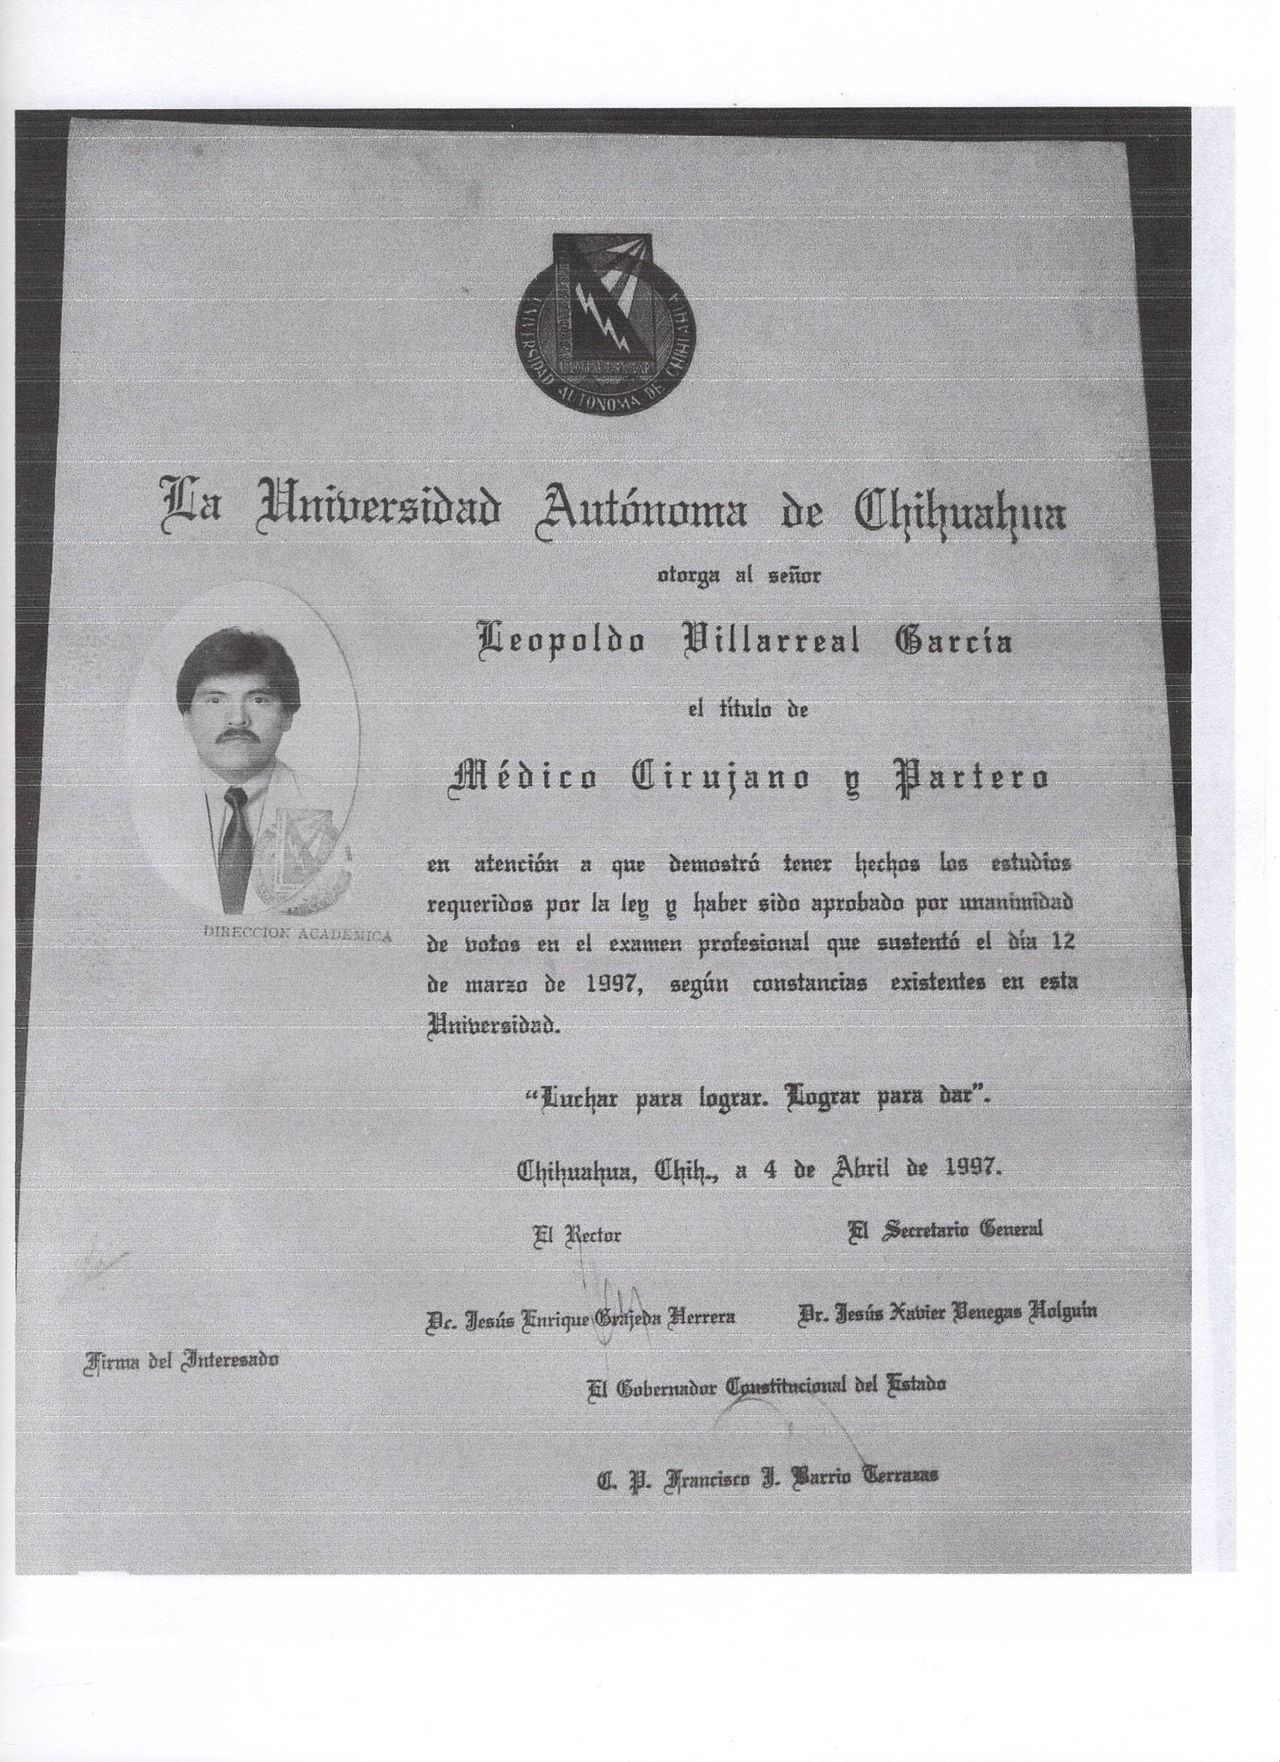 UNIVERSIDAD AUTONOMA DE CHIHUAHUA
La Universidad Autónoma de Chihuahua
otorga al señor
Leopoldo Villarreal García
el título de
Médico Cirujano y Partero
en atención a que demostró tener hechos los estudios
requeridos por la ley y haber sido aprobado por unanimidad
de votos en el examen profesional que sustentó el día 12
de marzo de 1997, según constancias existentes en esta
Universidad.
DIRECCION ACADEMICA
“Luchar para lograr. Lograr para dar”.
Chihuahua, Chih., a 4 de Abril de 1997.
El Rector
El Secretario General
Dr. Jesús Enrique Grajeda Herrera
Dr. Jesús Xavier Venegas Holguín
Firma del Interesado
El Gobernador Constitucional del Estado
C. P. Francisco J. Barrio Terrazas